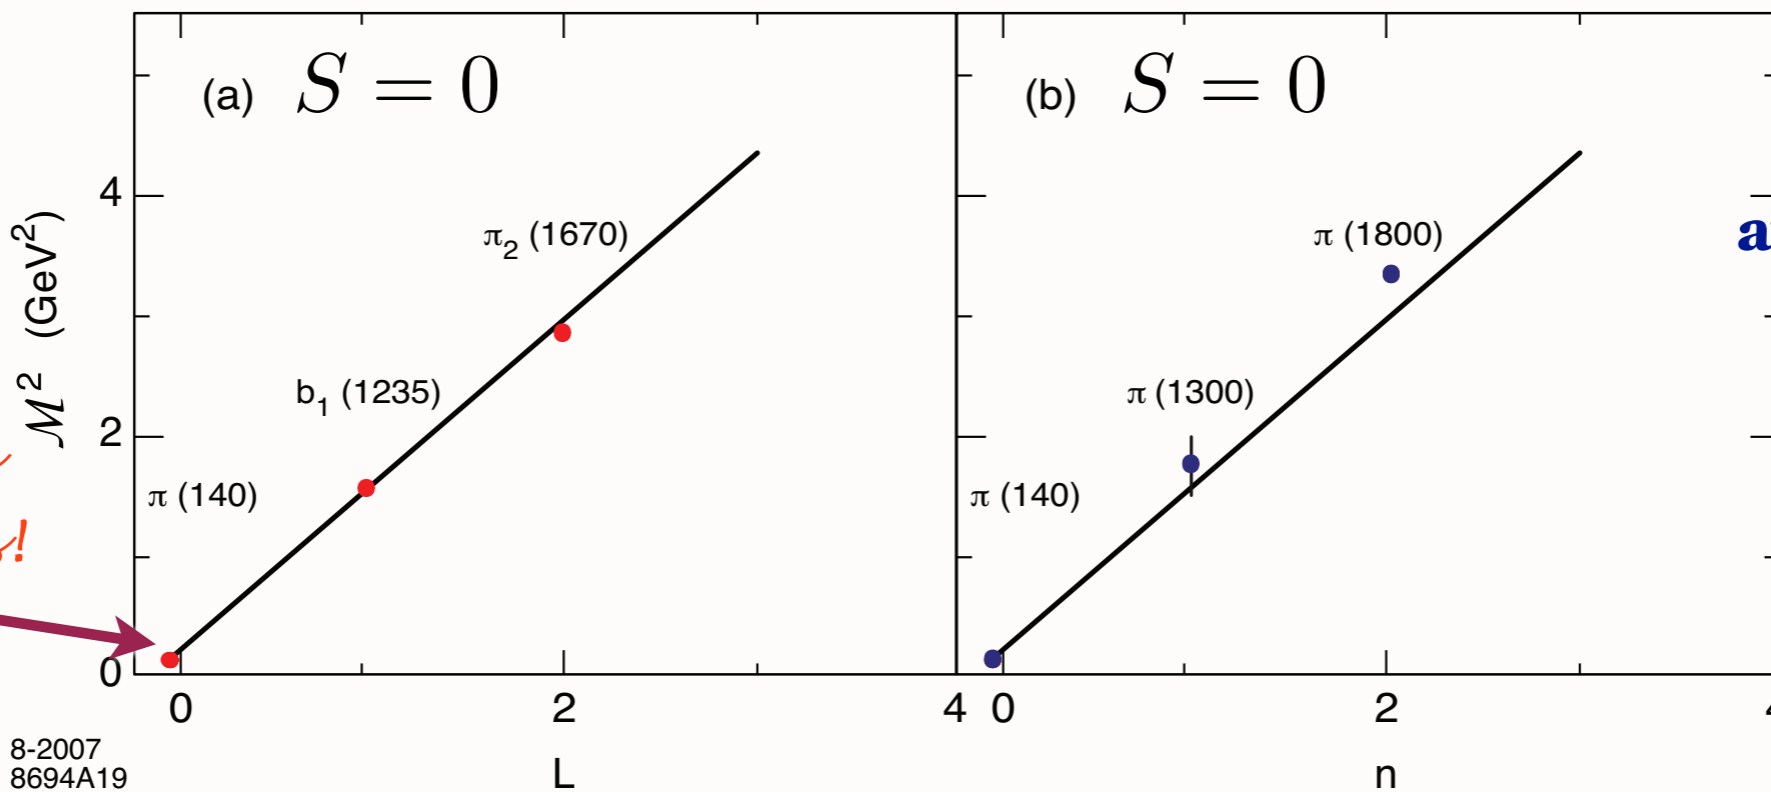 (a) S = 0
(b) S = 0
4
2
0
M² (GeV²)
π₂ (1670)
b₁ (1235)
π (140)
π (1800)
π (1300)
π (140)
0 2 4 0 2
L
n
8-2007
8694A19